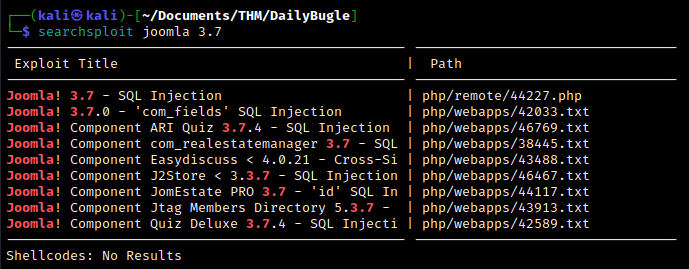 ┌──(kali㉿kali)-[~/Documents/THM/DailyBugle]
└─$ searchsploit joomla 3.7
Exploit Title | Path
Joomla! 3.7 - SQL Injection | php/remote/44227.php
Joomla! 3.7.0 - 'com_fields' SQL Injection | php/webapps/42033.txt
Joomla! Component ARI Quiz 3.7.4 - SQL Injection | php/webapps/46769.txt
Joomla! Component com_realestatemanager 3.7 - SQL | php/webapps/38445.txt
Joomla! Component Easydiscuss < 4.0.21 - Cross-Si | php/webapps/43488.txt
Joomla! Component J2Store < 3.3.7 - SQL Injection | php/webapps/46467.txt
Joomla! Component JomEstate PRO 3.7 - 'id' SQL In | php/webapps/44117.txt
Joomla! Component Jtag Members Directory 5.3.7 - | php/webapps/43913.txt
Joomla! Component Quiz Deluxe 3.7.4 - SQL Injecti | php/webapps/42589.txt
Shellcodes: No Results